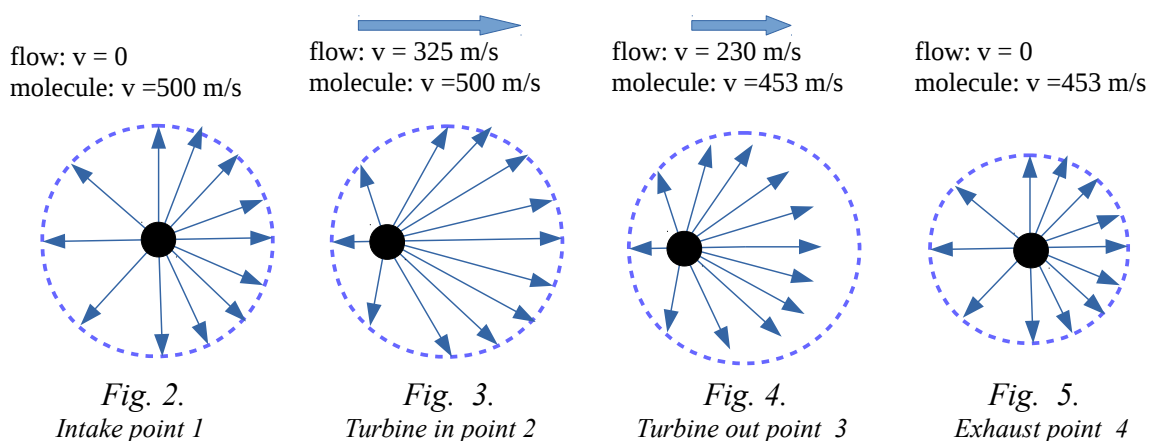 flow: v = 0
molecule: v =500 m/s
flow: v = 325 m/s
molecule: v =500 m/s
flow: v = 230 m/s
molecule: v =453 m/s
flow: v = 0
molecule: v =453 m/s
Fig. 2.
Intake point 1
Fig. 3.
Turbine in point 2
Fig. 4.
Turbine out point 3
Fig. 5.
Exhaust point 4